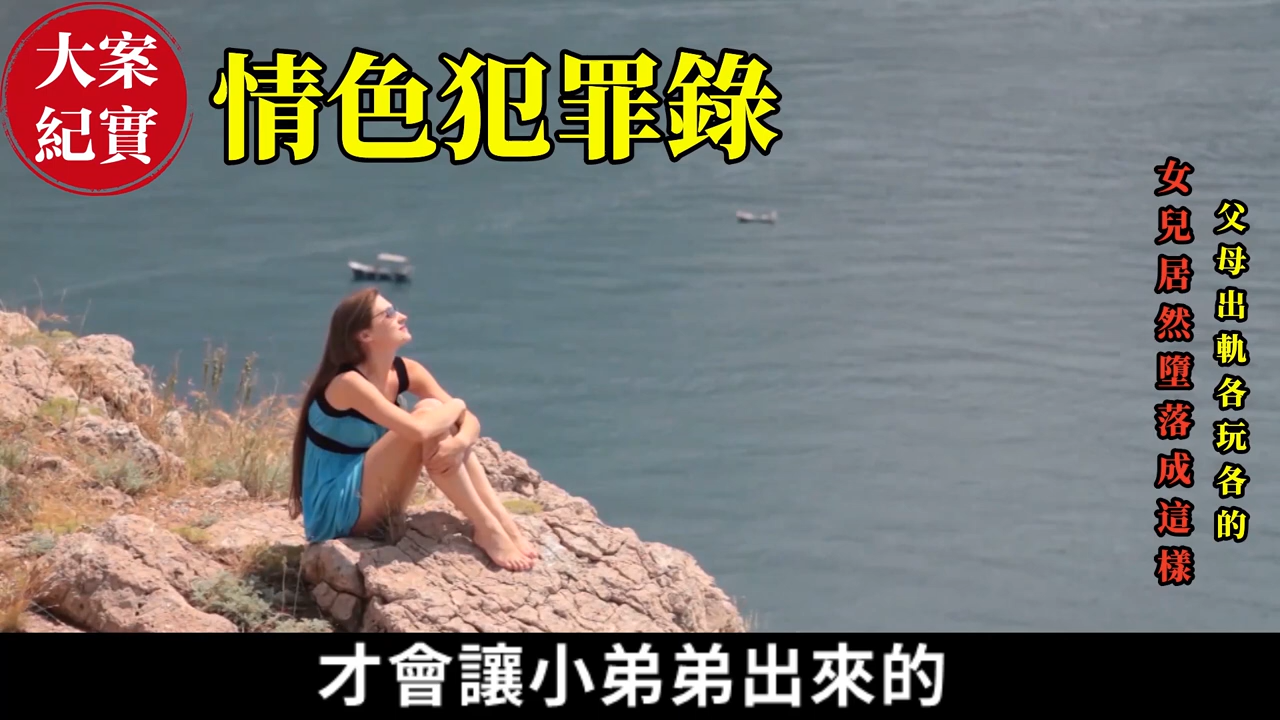 大案
紀實
情色犯罪錄
父母出軌各玩各的
女兒居然墮落成這樣
才會讓小弟弟出來的